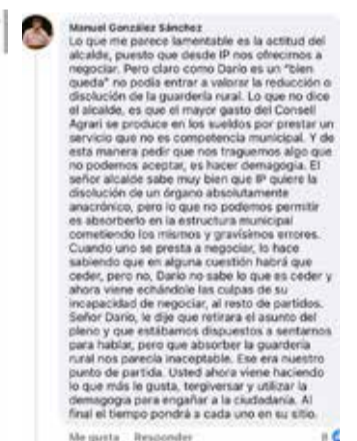 Manuel González Sánchez
Lo que me parece lamentable es la actitud del
alcalde, puesto que desde IP nos ofrecimos a
negociar. Pero claro como Darío es un "bien
queda" no podía entrar a valorar la reducción o
disolución de la guardería rural. Lo que no dice
el alcalde, es que el mayor gasto del Consell
Agrari se produce en los sueldos por prestar un
servicio que no es competencia municipal. Y de
esta manera pedir que nos traguemos algo que
no podemos aceptar, es hacer demagogia. El
señor alcalde sabe muy bien que IP quiere la
disolución de un órgano absolutamente
anacrónico, pero lo que no podemos permitir
es absorberlo en la estructura municipal
cometiendo los mismos y gravísimos errores.
Cuando uno se presta a negociar, lo hace
sabiendo que en alguna cuestión habrá que
ceder, pero no, Darío no sabe lo que es ceder y
ahora viene echándole las culpas de su
incapacidad de negociar, al resto de partidos.
Señor Darío, le dije que retirara el asunto del
pleno y que estábamos dispuestos a sentarnos
para hablar, pero que absorber la guardería
rural nos parecía inaceptable. Ese era nuestro
punto de partida. Usted ahora viene haciendo
lo que más le gusta, tergiversar y utilizar la
demagogia para engañar a la ciudadanía. Al
final el tiempo pondrá a cada uno en su sitio.
Me gusta Responder